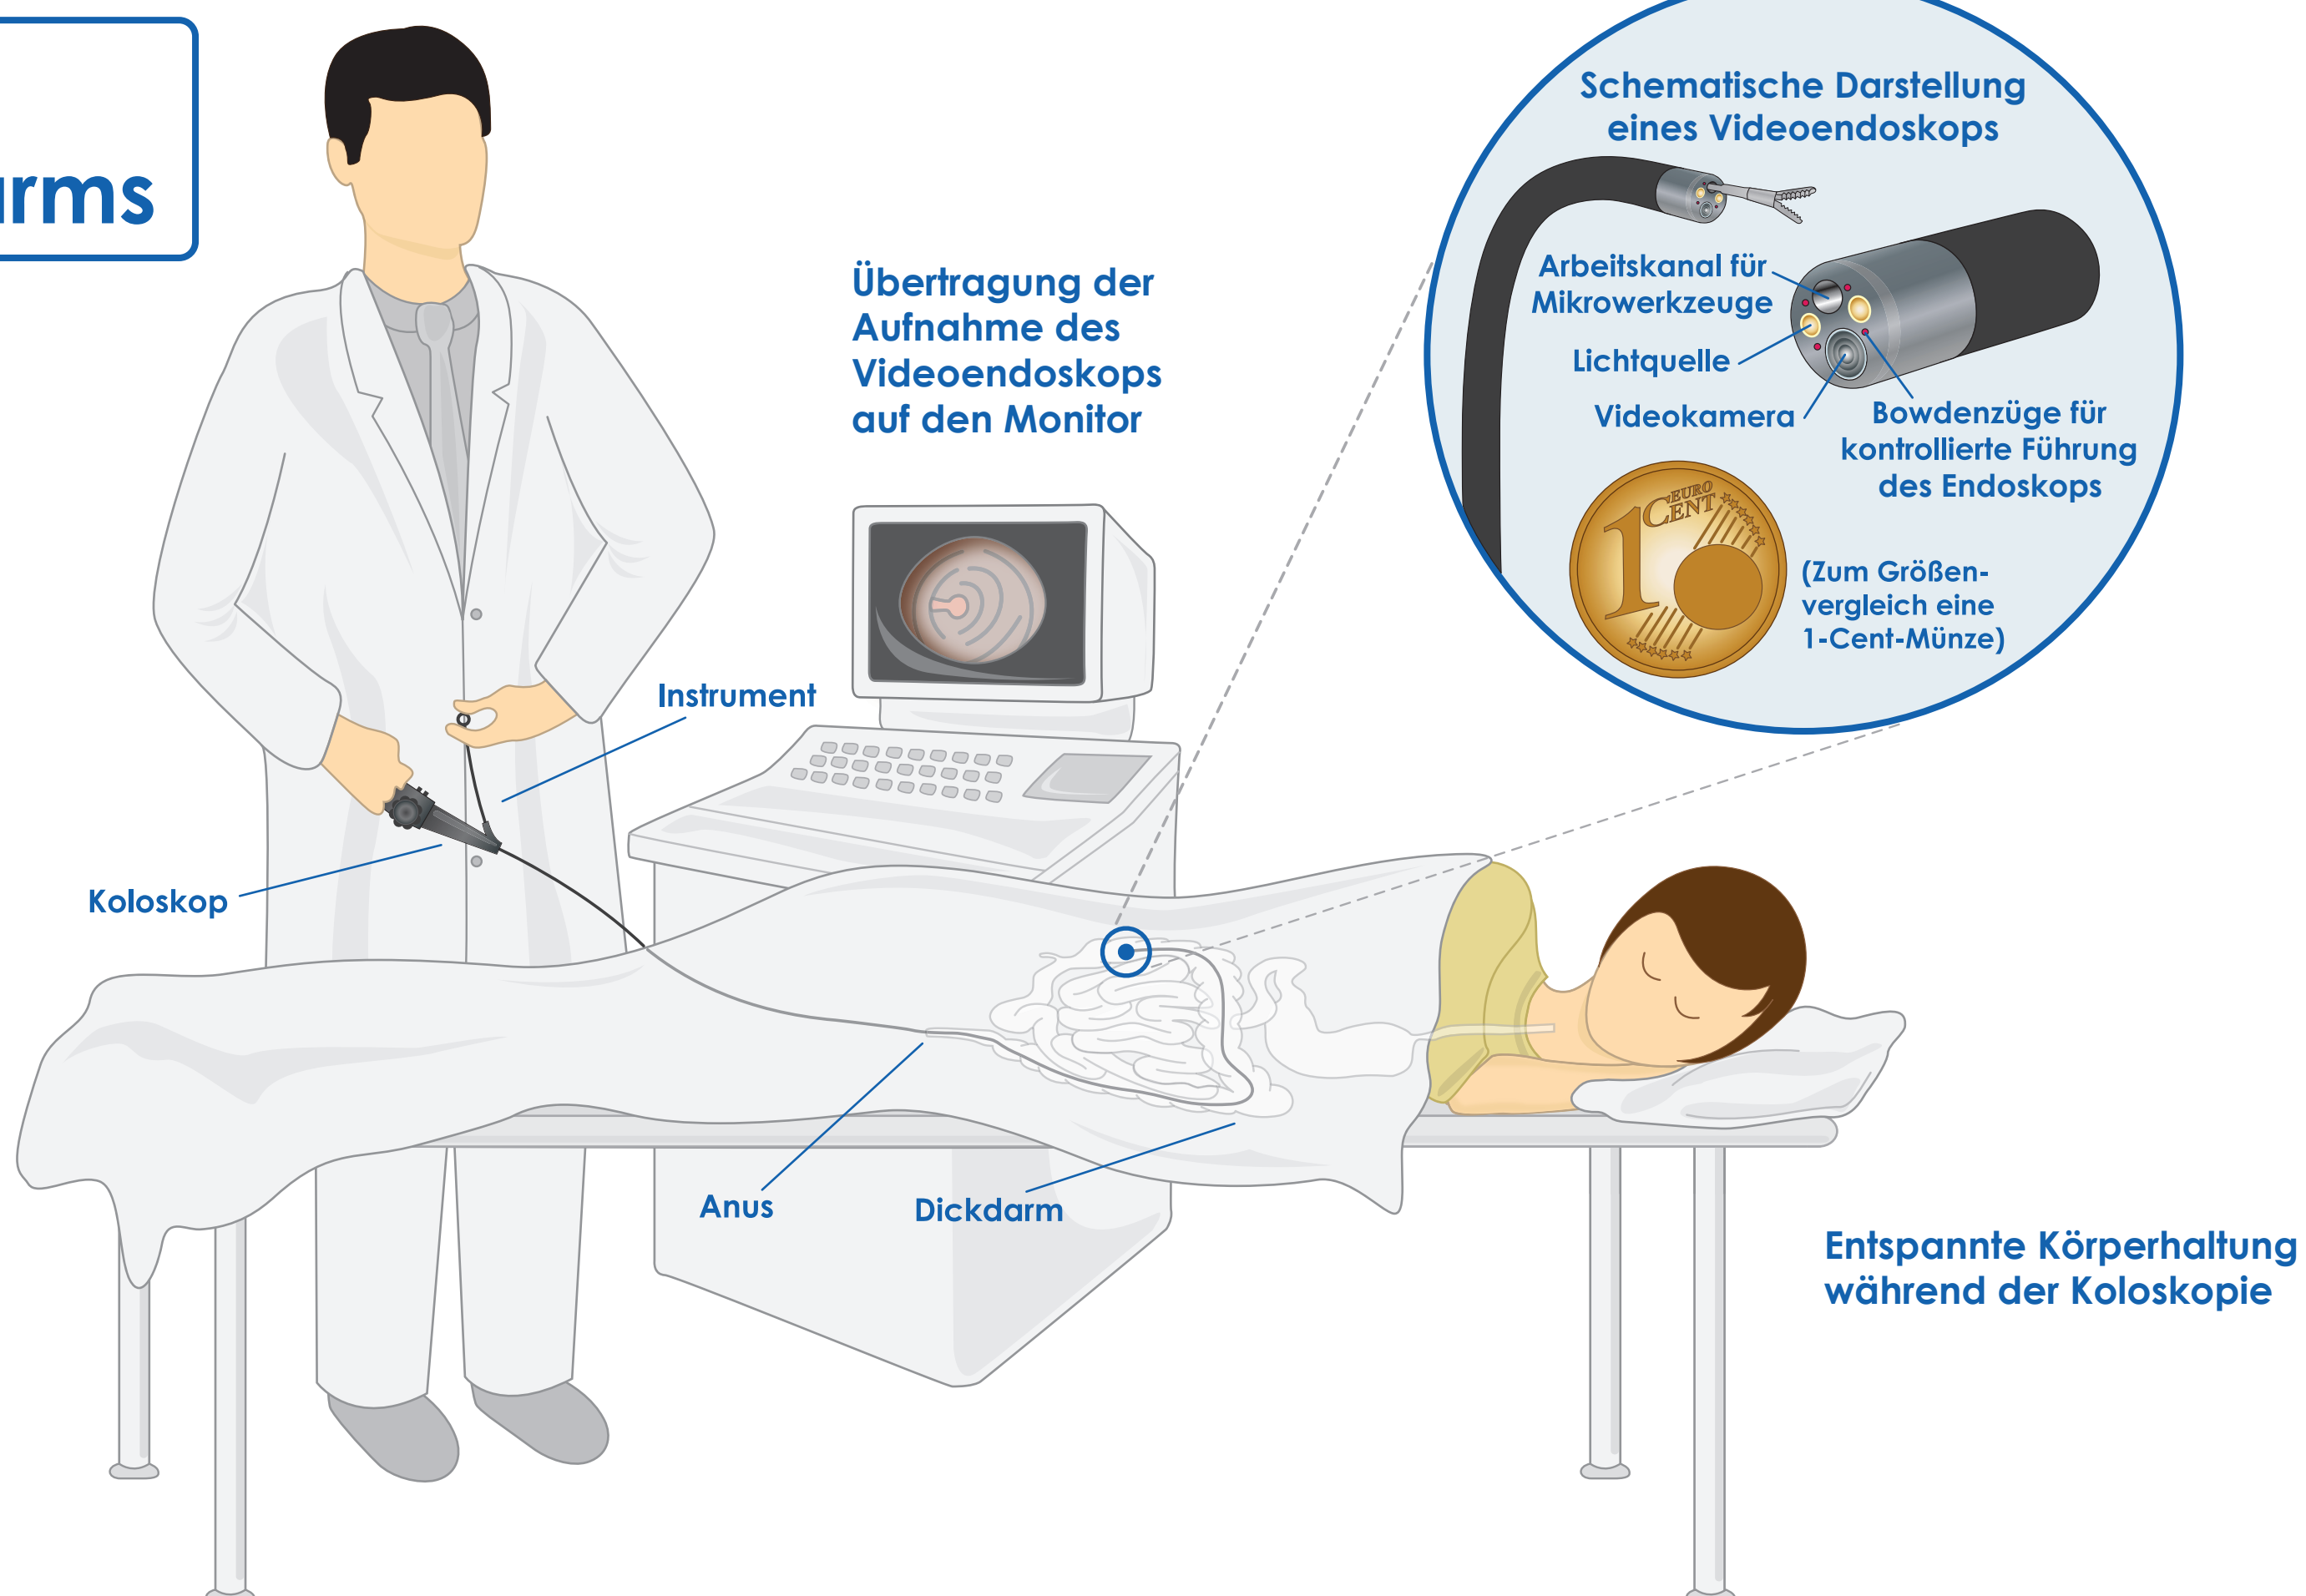 Schematische Darstellung
eines Videoendoskops
Arbeitskanal für
Mikrowerkzeuge
Lichtquelle
Videokamera
Bowdenzüge für
kontrollierte Führung
des Endoskops
1 EURO
CENT
(Zum Größen-
vergleich eine
1-Cent-Münze)
Übertragung der
Aufnahme des
Videoendoskops
auf den Monitor
Instrument
Koloskop
Anus
Dickdarm
Entspannte Körperhaltung
während der Koloskopie